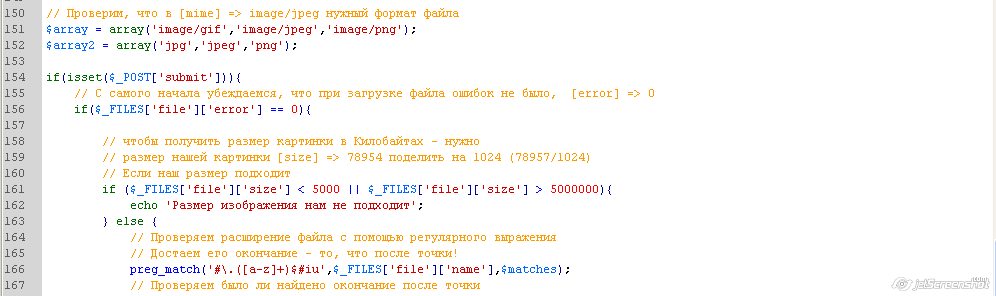 150 // Проверим, что в [mime] => image/jpeg нужный формат файла
151 $array = array('image/gif','image/jpeg','image/png');
152 $array2 = array('jpg','jpeg','png');
153
154 if(isset($_POST['submit'])){
155 // С самого начала убеждаемся, что при загрузке файла ошибок не было, [error] => 0
156 if($_FILES['file']['error'] == 0){
157
158 // чтобы получить размер картинки в Килобайтах - нужно
159 // размер нашей картинки [size] => 78954 поделить на 1024 (78957/1024)
160 // Если наш размер подходит
161 if ($_FILES['file']['size'] < 5000 || $_FILES['file']['size'] > 5000000){
162 echo 'Размер изображения нам не подходит';
163 } else {
164 // Проверяем расширение файла с помощью регулярного выражения
165 // Достаем его окончание - то, что после точки!
166 preg_match('#\.([a-z]+)$#iu',$_FILES['file']['name'],$matches);
167 // Проверяем было ли найдено окончание после точки
jetScreenshot